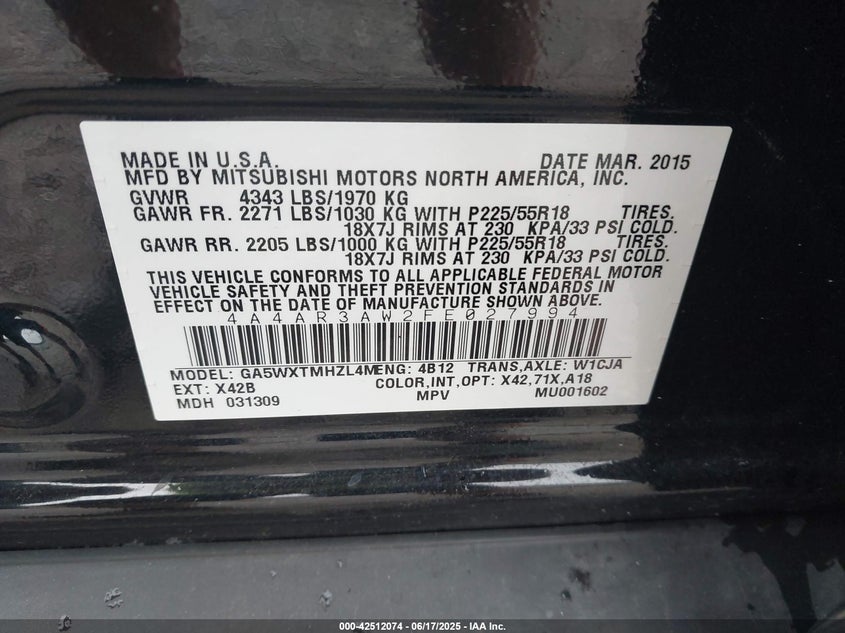 MADE IN U.S.A. DATE MAR. 2015
MFD BY MITSUBISHI MOTORS NORTH AMERICA, INC.
GVWR 4343 LBS/1970 KG
GAWR FR. 2271 LBS/1030 KG WITH P225/55R18 TIRES.
18X7J RIMS AT 230 KPA/33 PSI COLD.
GAWR RR. 2205 LBS/1000 KG WITH P225/55R18 TIRES.
18X7J RIMS AT 230 KPA/33 PSI COLD.
THIS VEHICLE CONFORMS TO ALL APPLICABLE FEDERAL MOTOR
VEHICLE SAFETY AND THEFT PREVENTION STANDARDS IN
EFFECT ON THE DATE OF MANUFACTURE SHOWN ABOVE.
4A4AR3AW2FE027994
MODEL: GA5WXTMHZL4M ENG: 4B12 TRANS,AXLE: W1CJA
EXT: X42B COLOR,INT,OPT: X42,71X,A18
MDH 031309 MPV MU001602
000-42512074 | 06/17/2025 - IAA Inc.